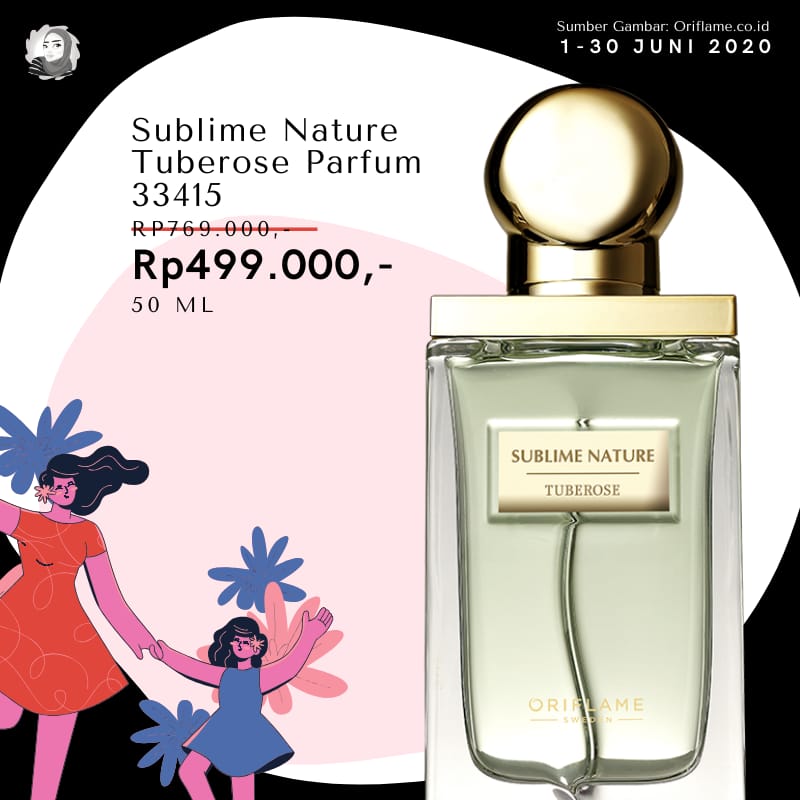 Sumber Gambar: Oriflame.co.id
1-30 JUNI 2020
Sublime Nature
Tuberose Parfum
33415
RP769.000,-
Rp499.000,-
50 ML
SUBLIME NATURE
TUBEROSE
ORIFLAME
SWEDEN